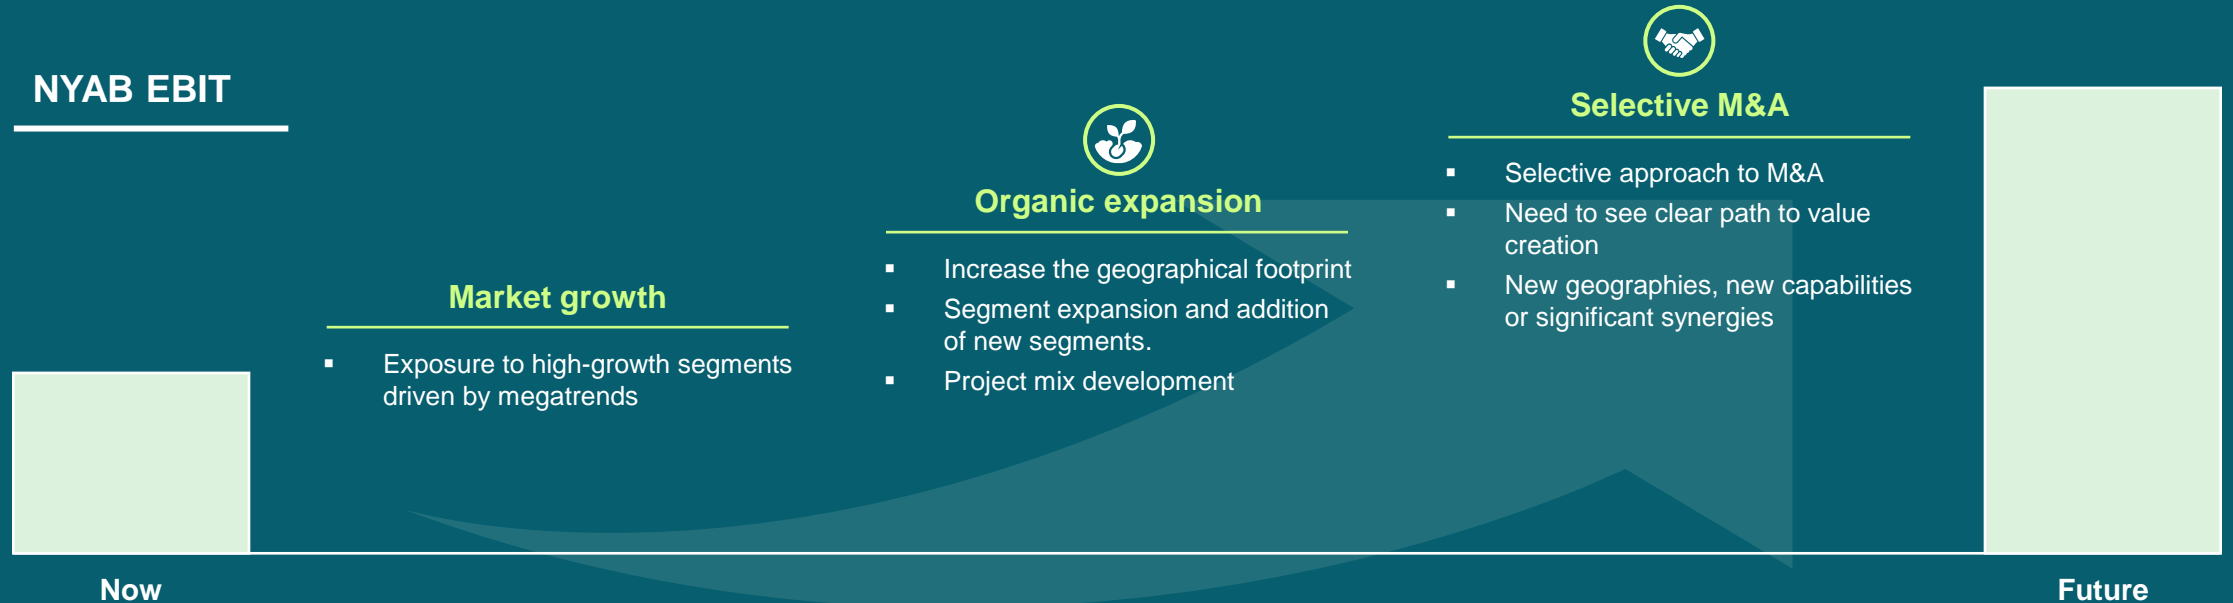 NYAB EBIT
Market growth
▪ Exposure to high-growth segments
driven by megatrends
Organic expansion
▪ Increase the geographical footprint
▪ Segment expansion and addition
of new segments.
▪ Project mix development
Selective M&A
▪ Selective approach to M&A
▪ Need to see clear path to value
creation
▪ New geographies, new capabilities
or significant synergies
Now
Future